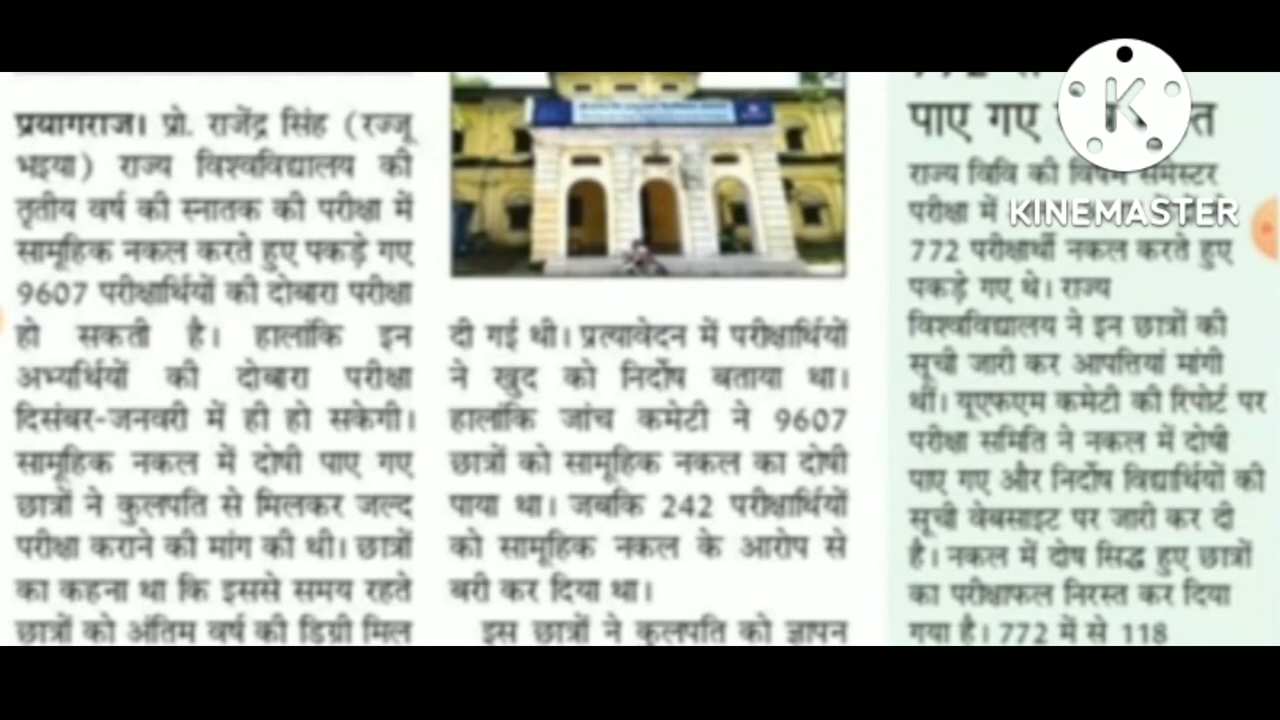 प्रयागराज। प्रो. राजेंद्र सिंह (रज्जू
भइया) राज्य विश्वविद्यालय की
तृतीय वर्ष की स्नातक की परीक्षा में
सामूहिक नकल करते हुए पकड़े गए
9607 परीक्षार्थियों की दोबारा परीक्षा
हो सकती है। हालांकि इन
अभ्यर्थियों की दोबारा परीक्षा
दिसंबर-जनवरी में ही हो सकेगी।
सामूहिक नकल में दोषी पाए गए
छात्रों ने कुलपति से मिलकर जल्द
परीक्षा कराने की मांग की थी। छात्रों
का कहना था कि इससे समय रहते
छात्रों को अंतिम वर्ष की डिग्री मिल
दी गई थी। प्रत्यावेदन में परीक्षार्थियों
ने खुद को निर्दोष बताया था।
हालांकि जांच कमेटी ने 9607
छात्रों को सामूहिक नकल का दोषी
पाया था। जबकि 242 परीक्षार्थियों
को सामूहिक नकल के आरोप से
बरी कर दिया था।
इस छात्रों ने कुलपति को ज्ञापन
772
पाए गए
राज्य विवि की विषम समेस्टर
परीक्षा में
772 परीक्षार्थी नकल करते हुए
पकड़े गए थे। राज्य
विश्वविद्यालय ने इन छात्रों की
सूची जारी कर आपत्तियां मांगी
थीं। यूएफएम कमेटी की रिपोर्ट पर
परीक्षा समिति ने नकल में दोषी
पाए गए और निर्दोष विद्यार्थियों की
सूची वेबसाइट पर जारी कर दी
है। नकल में दोष सिद्ध हुए छात्रों
का परीक्षाफल निरस्त कर दिया
गया है। 772 में से 118
KINEMASTER